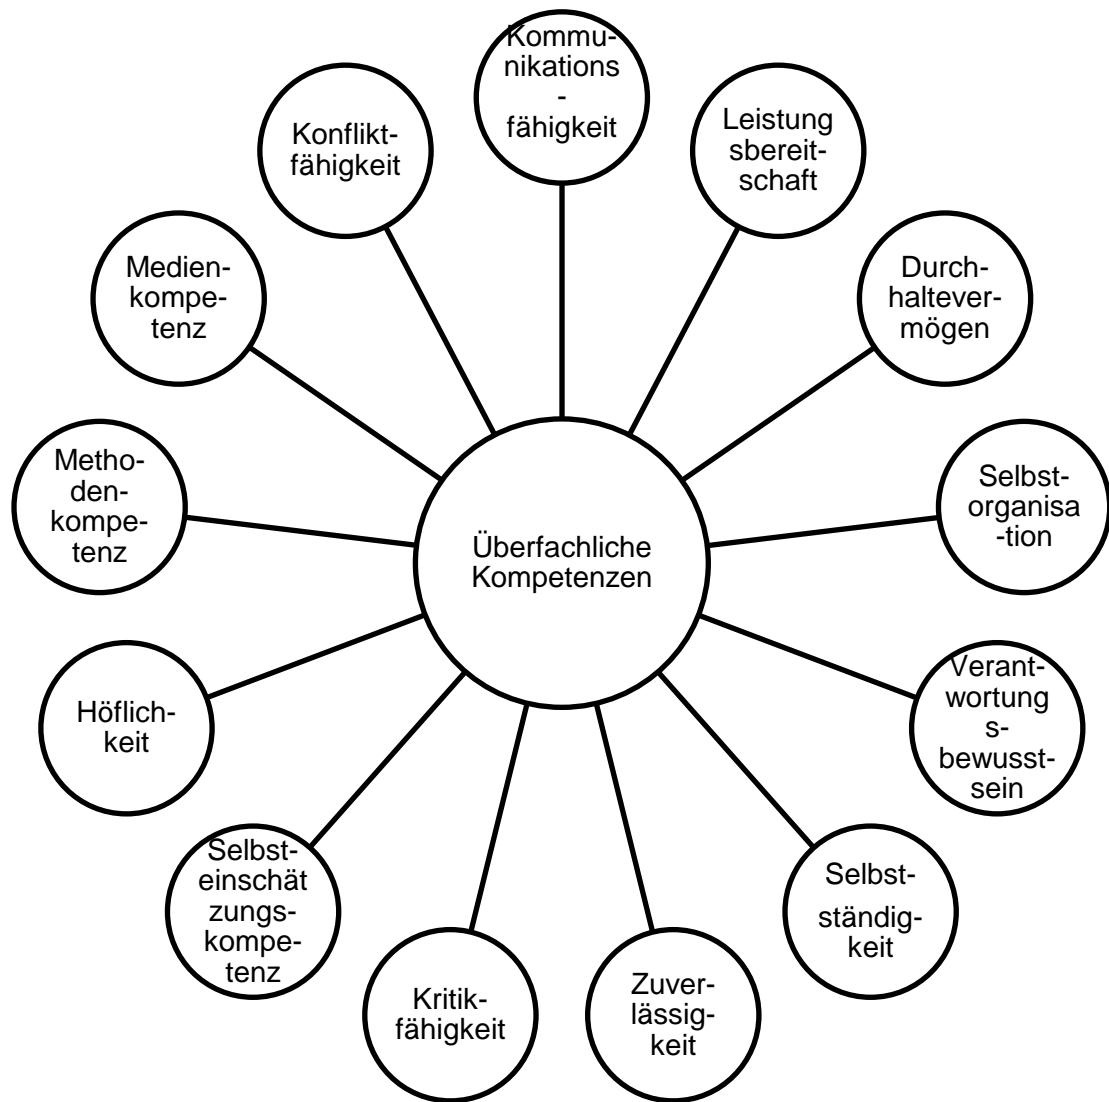 Kommu-
nikations
-
fähigkeit
Leistung
sbereit-
schaft
Durch-
haltever-
mögen
Selbst-
organisa
-tion
Verant-
wortung
s-
bewusst-
sein
Selbst-
ständig-
keit
Zuver-
lässig-
keit
Kritik-
fähigkeit
Selbst-
einschät
zungs-
kompe-
tenz
Höflich-
keit
Metho-
den-
kompe-
tenz
Medien-
kompe-
tenz
Konflikt-
fähigkeit
Überfachliche
Kompetenzen